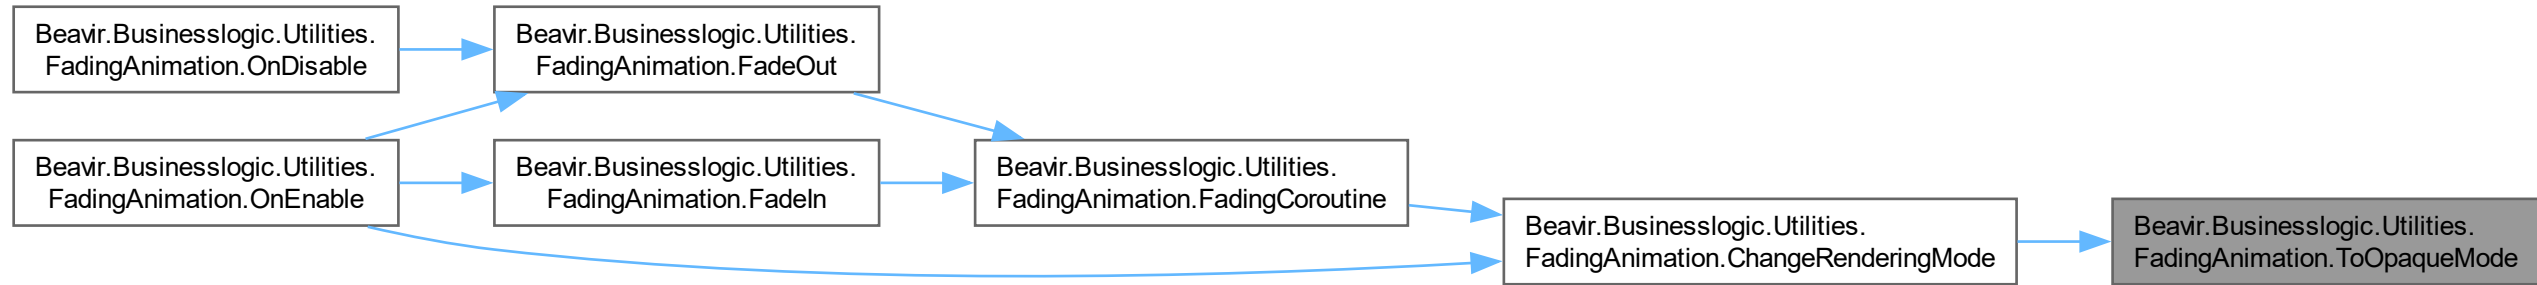 Beavir.Businesslogic.Utilities.
FadingAnimation.OnDisable
Beavir.Businesslogic.Utilities.
FadingAnimation.FadeOut
Beavir.Businesslogic.Utilities.
FadingAnimation.OnEnable
Beavir.Businesslogic.Utilities.
FadingAnimation.FadeIn
Beavir.Businesslogic.Utilities.
FadingAnimation.FadingCoroutine
Beavir.Businesslogic.Utilities.
FadingAnimation.ChangeRenderingMode
Beavir.Businesslogic.Utilities.
FadingAnimation.ToOpaqueMode